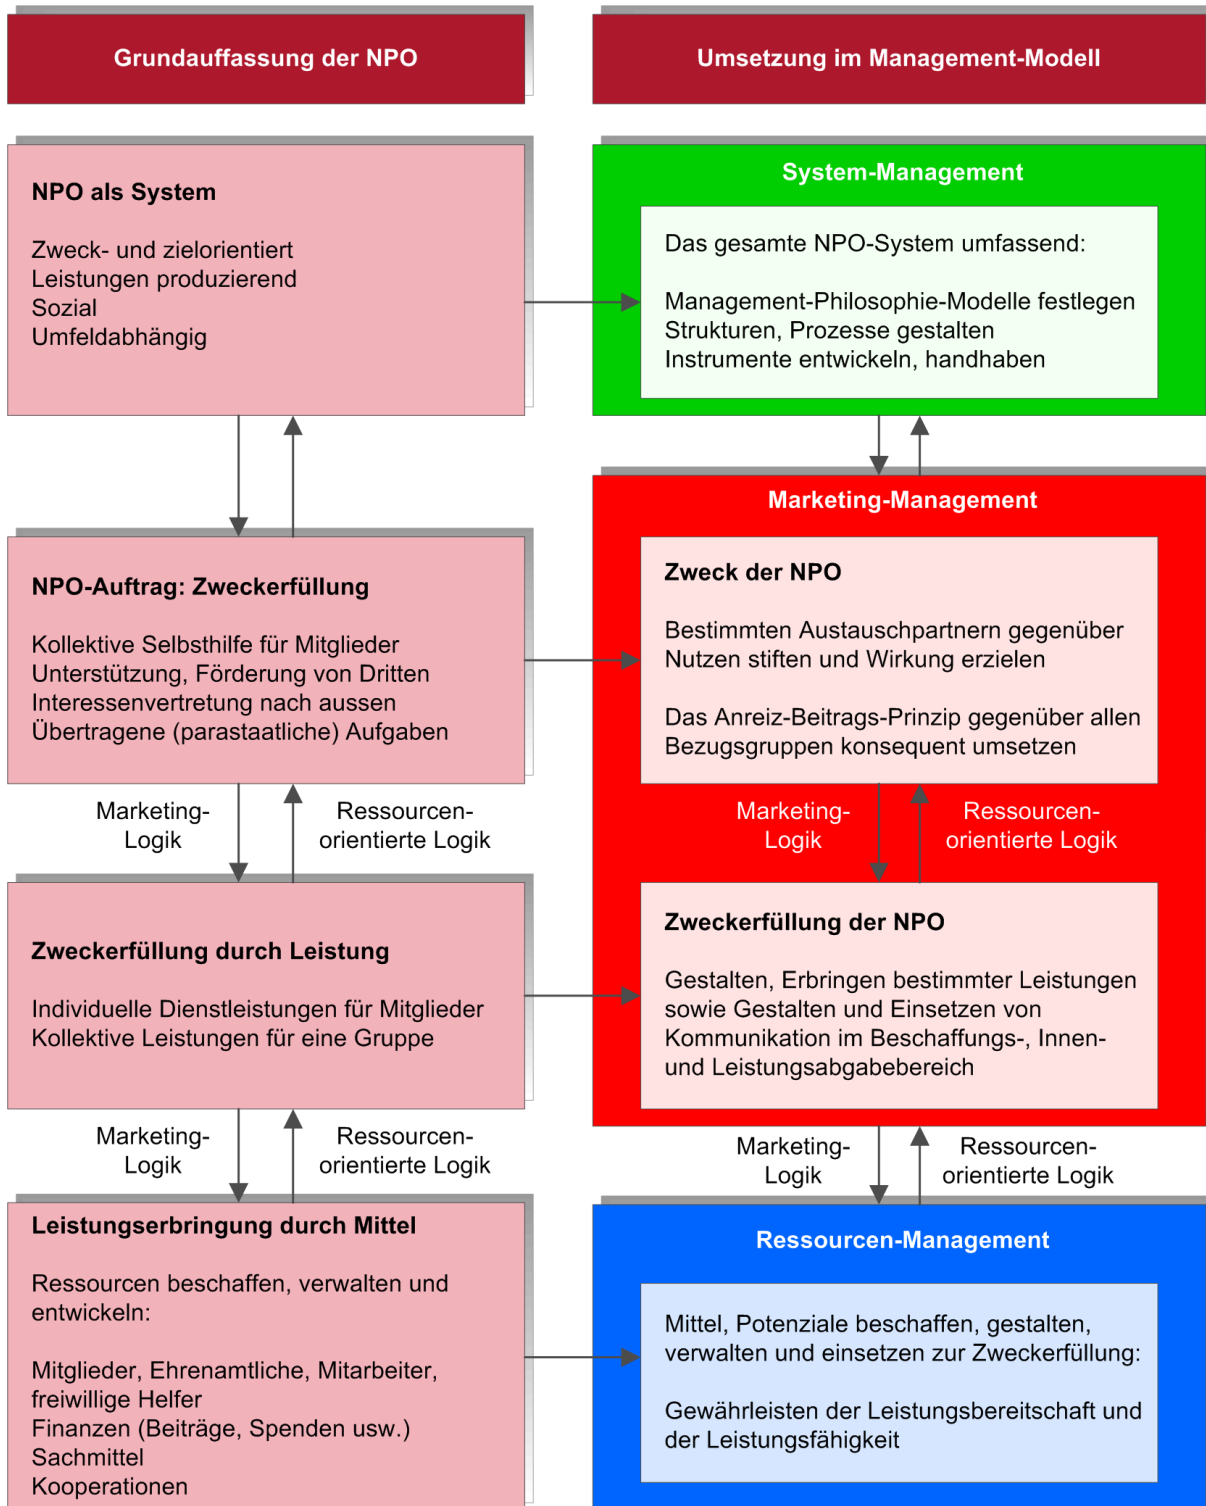 Grundauffassung der NPO
Umsetzung im Management-Modell
NPO als System
Zweck- und zielorientiert
Leistungen produzierend
Sozial
Umfeldabhängig
System-Management
Das gesamte NPO-System umfassend:
Management-Philosophie-Modelle festlegen
Strukturen, Prozesse gestalten
Instrumente entwickeln, handhaben
NPO-Auftrag: Zweckerfüllung
Kollektive Selbsthilfe für Mitglieder
Unterstützung, Förderung von Dritten
Interessenvertretung nach aussen
Übertragene (parastaatliche) Aufgaben
Marketing-Management
Zweck der NPO
Bestimmten Austauschpartnern gegenüber
Nutzen stiften und Wirkung erzielen
Das Anreiz-Beitrags-Prinzip gegenüber allen
Bezugsgruppen konsequent umsetzen
Marketing-
Logik
Ressourcen-
orientierte Logik
Marketing-
Logik
Ressourcen-
orientierte Logik
Zweckerfüllung durch Leistung
Individuelle Dienstleistungen für Mitglieder
Kollektive Leistungen für eine Gruppe
Zweckerfüllung der NPO
Gestalten, Erbringen bestimmter Leistungen
sowie Gestalten und Einsetzen von
Kommunikation im Beschaffungs-, Innen-
und Leistungsabgabebereich
Marketing-
Logik
Ressourcen-
orientierte Logik
Marketing-
Logik
Ressourcen-
orientierte Logik
Leistungserbringung durch Mittel
Ressourcen beschaffen, verwalten und
entwickeln:
Mitglieder, Ehrenamtliche, Mitarbeiter,
freiwillige Helfer
Finanzen (Beiträge, Spenden usw.)
Sachmittel
Kooperationen
Ressourcen-Management
Mittel, Potenziale beschaffen, gestalten,
verwalten und einsetzen zur Zweckerfüllung:
Gewährleisten der Leistungsbereitschaft und
der Leistungsfähigkeit